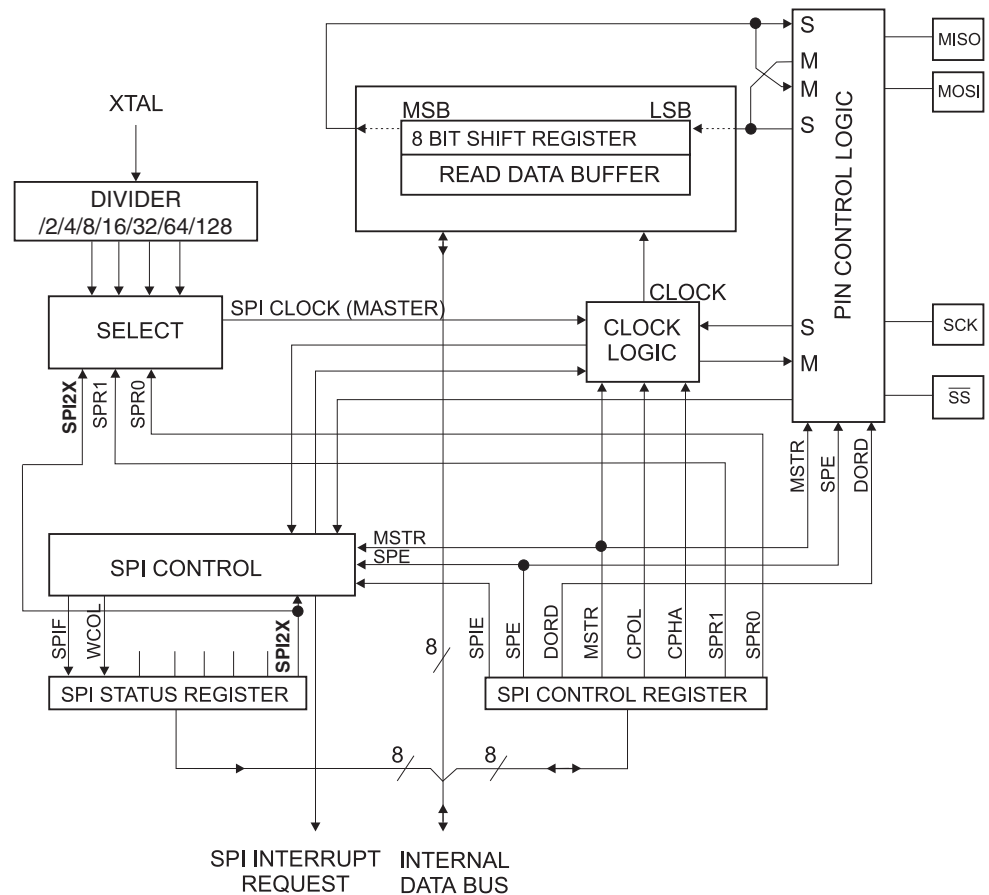 S
MISO
M
M
MOSI
XTAL
MSB
LSB
S
8 BIT SHIFT REGISTER
READ DATA BUFFER
PIN CONTROL LOGIC
DIVIDER
/2/4/8/16/32/64/128
SPI CLOCK (MASTER)
CLOCK
SELECT
CLOCK
LOGIC
S
SCK
M
SPI2X
SPR1
SPR0
SS
MSTR
SPE
DORD
MSTR
SPE
SPI CONTROL
SPIF
WCOL
SPI2X
SPIE
SPE
DORD
MSTR
CPOL
CPHA
SPR1
SPR0
8
SPI STATUS REGISTER
SPI CONTROL REGISTER
8
8
SPI INTERRUPT
REQUEST
INTERNAL
DATA BUS